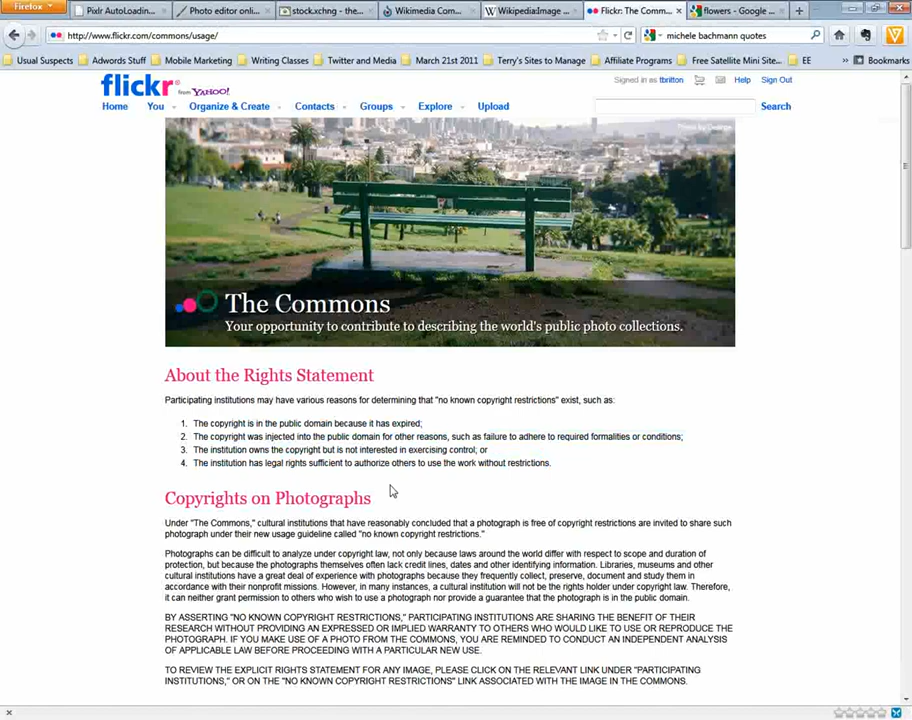 Firefox
Pixlr AutoLoadin... Photo editor onli... stock.xchng - the... Wikimedia Com... Wikipedia:Image ... Flickr: The Comm... flowers - Google ...
http://www.flickr.com/commons/usage/ michele bachmann quotes
Usual Suspects Adwords Stuff Mobile Marketing Writing Classes Twitter and Media March 21st 2011 Terry's Sites to Manage Affiliate Programs Free Satellite Mini Site... EE Bookmarks
flickr from YAHOO! Signed in as tbritton Help Sign Out
Home You Organize & Create Contacts Groups Explore Upload Search
The Commons
Your opportunity to contribute to describing the world's public photo collections.
About the Rights Statement
Participating institutions may have various reasons for determining that "no known copyright restrictions" exist, such as:
1. The copyright is in the public domain because it has expired;
2. The copyright was injected into the public domain for other reasons, such as failure to adhere to required formalities or conditions;
3. The institution owns the copyright but is not interested in exercising control; or
4. The institution has legal rights sufficient to authorize others to use the work without restrictions.
Copyrights on Photographs
Under "The Commons," cultural institutions that have reasonably concluded that a photograph is free of copyright restrictions are invited to share such
photograph under their new usage guideline called "no known copyright restrictions."
Photographs can be difficult to analyze under copyright law, not only because laws around the world differ with respect to scope and duration of
protection, but because the photographs themselves often lack credit lines, dates and other identifying information. Libraries, museums and other
cultural institutions have a great deal of experience with photographs because they frequently collect, preserve, document and study them in
accordance with their nonprofit missions. However, in many instances, a cultural institution will not be the rights holder under copyright law. Therefore,
it can neither grant permission to others who wish to use a photograph nor provide a guarantee that the photograph is in the public domain.
BY ASSERTING "NO KNOWN COPYRIGHT RESTRICTIONS," PARTICIPATING INSTITUTIONS ARE SHARING THE BENEFIT OF THEIR
RESEARCH WITHOUT PROVIDING AN EXPRESSED OR IMPLIED WARRANTY TO OTHERS WHO WOULD LIKE TO USE OR REPRODUCE THE
PHOTOGRAPH. IF YOU MAKE USE OF A PHOTO FROM THE COMMONS, YOU ARE REMINDED TO CONDUCT AN INDEPENDENT ANALYSIS
OF APPLICABLE LAW BEFORE PROCEEDING WITH A PARTICULAR NEW USE.
TO REVIEW THE EXPLICIT RIGHTS STATEMENT FOR ANY IMAGE, PLEASE CLICK ON THE RELEVANT LINK UNDER "PARTICIPATING
INSTITUTIONS," OR ON THE "NO KNOWN COPYRIGHT RESTRICTIONS" LINK ASSOCIATED WITH THE IMAGE IN THE COMMONS.